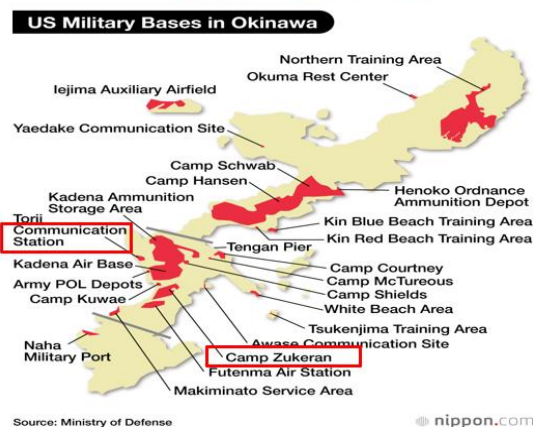 US Military Bases in Okinawa
Northern Training Area
Okuma Rest Center
Iejima Auxiliary Airfield
Yaedake Communication Site
Camp Schwab
Camp Hansen
Henoko Ordnance
Ammunition Depot
Kadena Ammunition
Storage Area
Torii
Communication
Station
Kin Blue Beach Training Area
Kin Red Beach Training Area
Tengan Pier
Kadena Air Base
Camp Courtney
Army POL Depots
Camp McTureous
Camp Kuwae
Camp Shields
White Beach Area
Tsukenjima Training Area
Awase Communication Site
Naha
Military Port
Camp Zukeran
Futenma Air Station
Makiminato Service Area
Source: Ministry of Defense
nippon.com